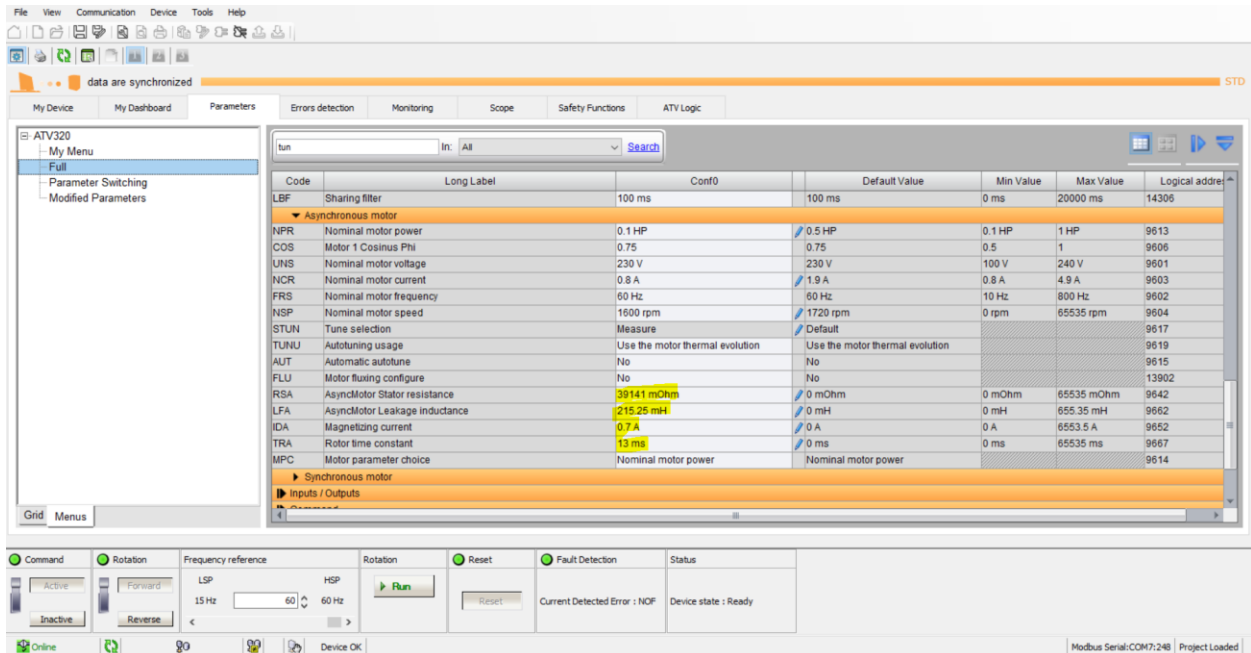 File View Communication Device Tools Help
data are synchronized STD
My Device My Dashboard Parameters Errors detection Monitoring Scope Safety Functions ATV Logic
ATV320
My Menu
Full
Parameter Switching
Modified Parameters
Grid Menus
tun In: All Search
Code Long Label Conf0 Default Value Min Value Max Value Logical addres
LBF Sharing filter 100 ms 100 ms 0 ms 20000 ms 14306
Asynchronous motor
NPR Nominal motor power 0.1 HP 0.5 HP 0.1 HP 1 HP 9613
COS Motor 1 Cosinus Phi 0.75 0.75 0.5 1 9606
UNS Nominal motor voltage 230 V 230 V 100 V 240 V 9601
NCR Nominal motor current 0.8 A 1.9 A 0.8 A 4.9 A 9603
FRS Nominal motor frequency 60 Hz 60 Hz 10 Hz 800 Hz 9602
NSP Nominal motor speed 1600 rpm 1720 rpm 0 rpm 65535 rpm 9604
STUN Tune selection Measure Default 9617
TUNU Autotuning usage Use the motor thermal evolution Use the motor thermal evolution 9619
AUT Automatic autotune No No 9615
FLU Motor fluxing configure No No 13902
RSA AsyncMotor Stator resistance 39141 mOhm 0 mOhm 0 mOhm 65535 mOhm 9642
LFA AsyncMotor Leakage inductance 215.25 mH 0 mH 0 mH 655.35 mH 9662
IDA Magnetizing current 0.7 A 0 A 0 A 6553.5 A 9652
TRA Rotor time constant 13 ms 0 ms 0 ms 65535 ms 9667
MPC Motor parameter choice Nominal motor power Nominal motor power 9614
Synchronous motor
Inputs / Outputs
Command Rotation Frequency reference Rotation Reset Fault Detection Status
Active Forward LSP HSP Run
15 Hz 60 60 Hz Reset Current Detected Error : NOF Device state : Ready
Inactive Reverse
Online Device OK Modbus Serial:COM7:248 Project Loaded